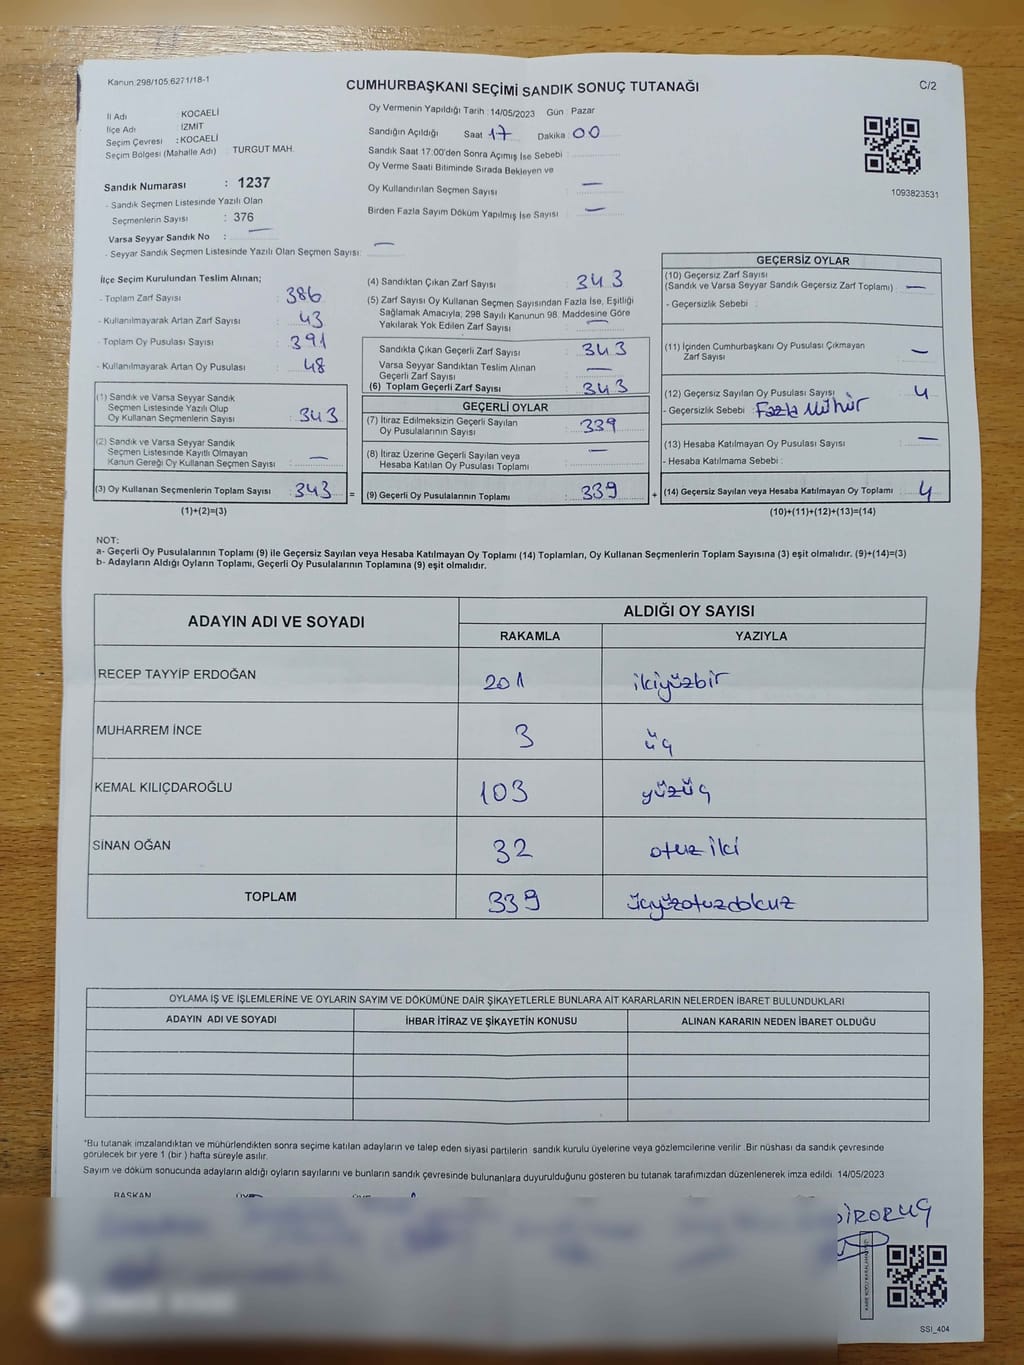 Kanun 298/105 6271/18-1
CUMHURBAŞKANI SEÇİMİ SANDIK SONUÇ TUTANAĞI
C/2
İl Adı : KOCAELİ
İlçe Adı : İZMİT
Seçim Çevresi : KOCAELİ
Seçim Bölgesi (Mahalle Adı) TURGUT MAH.
Oy Vermenin Yapıldığı Tarih : 14/05/2023 Gün : Pazar
Sandığın Açıldığı Saat 17 Dakika : 00
Sandık Saat 17:00'den Sonra Açımış İse Sebebi :
Oy Verme Saati Bitiminde Sırada Bekleyen ve
Oy Kullandırılan Seçmen Sayısı : —
Birden Fazla Sayım Döküm Yapılmış İse Sayısı : —
1093823531
Sandık Numarası : 1237
- Sandık Seçmen Listesinde Yazılı Olan
Seçmenlerin Sayısı : 376
Varsa Seyyar Sandık No : —
- Seyyar Sandık Seçmen Listesinde Yazılı Olan Seçmen Sayısı: —
İlçe Seçim Kurulundan Teslim Alınan;
- Toplam Zarf Sayısı : 386
- Kullanılmayarak Artan Zarf Sayısı : 43
- Toplam Oy Pusulası Sayısı : 391
- Kullanılmayarak Artan Oy Pusulası : 48
(1) Sandık ve Varsa Seyyar Sandık
Seçmen Listesinde Yazılı Olup
Oy Kullanan Seçmenlerin Sayısı : 343
(2) Sandık ve Varsa Seyyar Sandık
Seçmen Listesinde Kayıtlı Olmayan
Kanun Gereği Oy Kullanan Seçmen Sayısı : —
(3) Oy Kullanan Seçmenlerin Toplam Sayısı : 343 =
(1)+(2)=(3)
(4) Sandıktan Çıkan Zarf Sayısı : 343
(5) Zarf Sayısı Oy Kullanan Seçmen Sayısından Fazla İse, Eşitliği
Sağlamak Amacıyla; 298 Sayılı Kanunun 98. Maddesine Göre
Yakılarak Yok Edilen Zarf Sayısı : —
Sandıkta Çıkan Geçerli Zarf Sayısı : 343
Varsa Seyyar Sandıktan Teslim Alınan
Geçerli Zarf Sayısı : —
(6) Toplam Geçerli Zarf Sayısı : 343
GEÇERLİ OYLAR
(7) İtiraz Edilmeksizin Geçerli Sayılan
Oy Pusulalarının Sayısı : 339
(8) İtiraz Üzerine Geçerli Sayılan veya
Hesaba Katılan Oy Pusulası Toplamı : —
(9) Geçerli Oy Pusulalarının Toplamı : 339 +
GEÇERSİZ OYLAR
(10) Geçersiz Zarf Sayısı
(Sandık ve Varsa Seyyar Sandık Geçersiz Zarf Toplamı) : —
- Geçersizlik Sebebi :
(11) İçinden Cumhurbaşkanı Oy Pusulası Çıkmayan
Zarf Sayısı : —
(12) Geçersiz Sayılan Oy Pusulası Sayısı : 4
- Geçersizlik Sebebi : Fazla Mühür
(13) Hesaba Katılmayan Oy Pusulası Sayısı : —
- Hesaba Katılmama Sebebi :
(14) Geçersiz Sayılan veya Hesaba Katılmayan Oy Toplamı : 4
(10)+(11)+(12)+(13)=(14)
NOT:
a- Geçerli Oy Pusulalarının Toplamı (9) ile Geçersiz Sayılan veya Hesaba Katılmayan Oy Toplamı (14) Toplamları, Oy Kullanan Seçmenlerin Toplam Sayısına (3) eşit olmalıdır. (9)+(14)=(3)
b- Adayların Aldığı Oyların Toplamı, Geçerli Oy Pusulalarının Toplamına (9) eşit olmalıdır.
ADAYIN ADI VE SOYADI ALDIĞI OY SAYISI
RAKAMLA YAZIYLA
RECEP TAYYİP ERDOĞAN 201 ikiyüzbir
MUHARREM İNCE 3 üç
KEMAL KILIÇDAROĞLU 103 yüzüç
SİNAN OĞAN 32 otuz iki
TOPLAM 339 üçyüzotuzdokuz
OYLAMA İŞ VE İŞLEMLERİNE VE OYLARIN SAYIM VE DÖKÜMÜNE DAİR ŞİKAYETLERLE BUNLARA AİT KARARLARIN NELERDEN İBARET BULUNDUKLARI
ADAYIN ADI VE SOYADI İHBAR İTİRAZ VE ŞİKAYETİN KONUSU ALINAN KARARIN NEDEN İBARET OLDUĞU
*Bu tutanak imzalandıktan ve mühürlendikten sonra seçime katılan adayların ve talep eden siyasi partilerin sandık kurulu üyelerine veya gözlemcilerine verilir .Bir nüshası da sandık çevresinde
görülecek bir yere 1 (bir ) hafta süreyle asılır.
Sayım ve döküm sonucunda adayların aldığı oyların sayılarını ve bunların sandık çevresinde bulunanlara duyurulduğunu gösteren bu tutanak tarafımızdan düzenlenerek imza edildi. 14/05/2023
BAŞKAN
SSİ_404